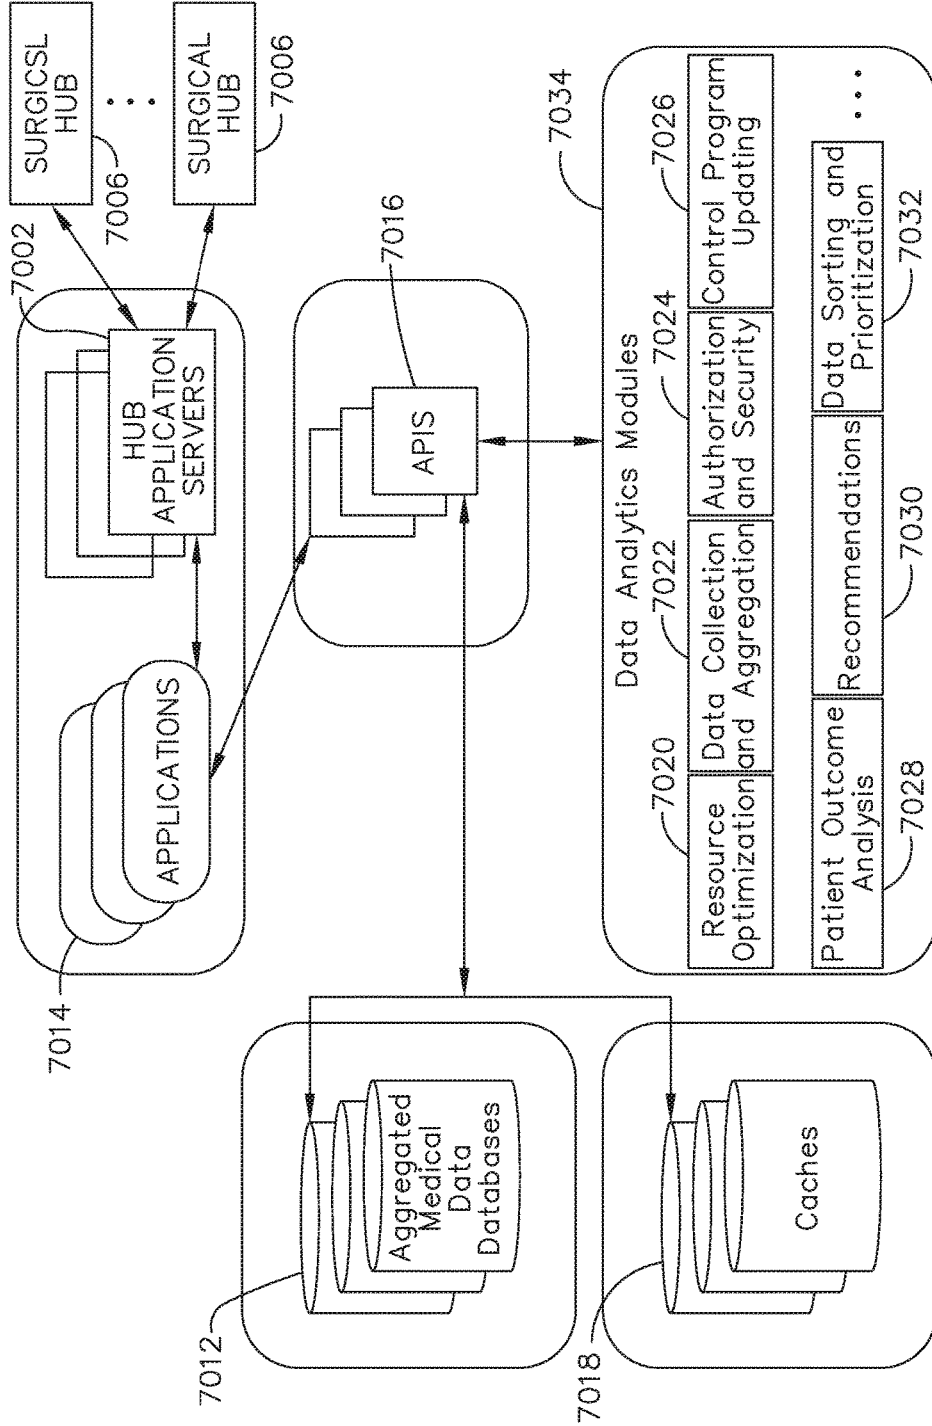 SURGICSL
HUB
7006
SURGICAL
HUB
7006
7002
HUB
APPLICATION
SERVERS
7014
APPLICATIONS
7016
APIS
7012
Aggregated
Medical
Data
Databases
7018
Caches
7034
Data Analytics Modules
7020
Resource
Optimization
7022
Data Collection
and Aggregation
7024
Authorization
and Security
7026
Control Program
Updating
Patient Outcome
Analysis
7028
Recommendations
7030
Data Sorting and
Prioritization
7032